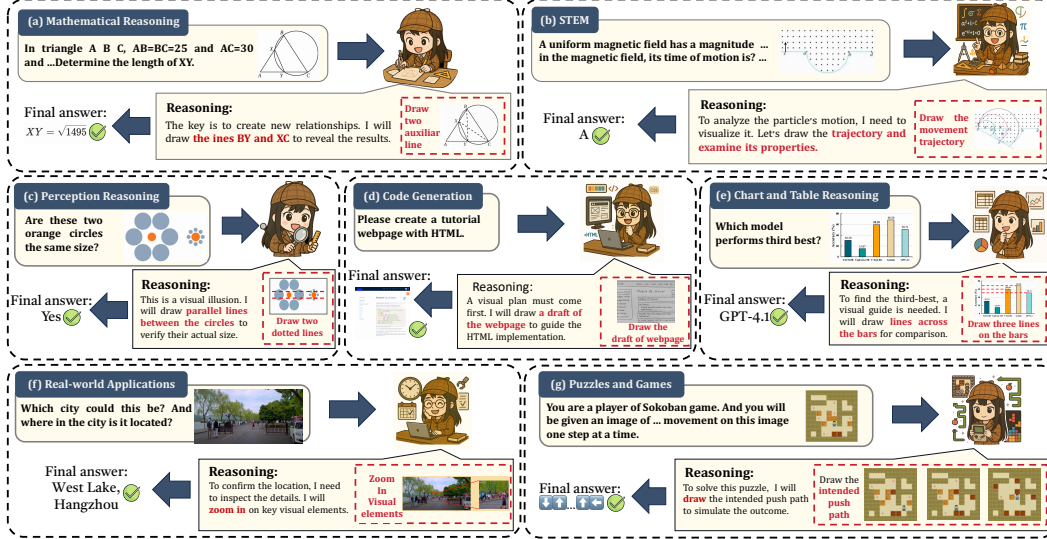 (a) Mathematical Reasoning
In triangle A B C, AB=BC=25 and AC=30
and ...Determine the length of XY.
Final answer:
XY = √1495
Reasoning:
The key is to create new relationships. I will
draw the ines BY and XC to reveal the results.
Draw
two
auxiliar
line
(b) STEM
A uniform magnetic field has a magnitude ...
in the magnetic field, its time of motion is? ...
Final answer:
A
Reasoning:
To analyze the particle's motion, I need to
visualize it. Let's draw the trajectory and
examine its properties.
Draw the
movement
trajectory
(c) Perception Reasoning
Are these two
orange circles
the same size?
Final answer:
Yes
Reasoning:
This is a visual illusion. I
will draw parallel lines
between the circles to
verify their actual size.
Draw two
dotted lines
(d) Code Generation
Please create a tutorial
webpage with HTML.
Final answer:
Reasoning:
A visual plan must come
first. I will draw a draft of
the webpage to guide the
HTML implementation.
Draw the
draft of webpage
(e) Chart and Table Reasoning
Which model
performs third best?
Final answer:
GPT-4.1
Reasoning:
To find the third-best, a
visual guide is needed. I
will draw lines across
the bars for comparison.
Draw three lines
on the bars
(f) Real-world Applications
Which city could this be? And
where in the city is it located?
Final answer:
West Lake,
Hangzhou
Reasoning:
To confirm the location, I need
to inspect the details. I will
zoom in on key visual elements.
Zoom
In
Visual
elements
(g) Puzzles and Games
You are a player of Sokoban game. And you will
be given an image of ... movement on this image
one step at a time.
Final answer:
⬇⬆...⬆⬅
Reasoning:
To solve this puzzle, I will
draw the intended push path
to simulate the outcome.
Draw the
intended
push
path